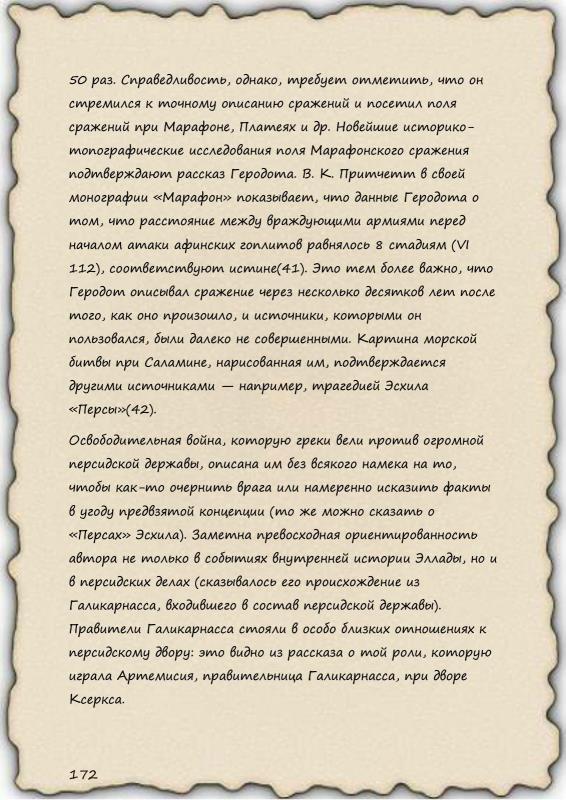 50 раз. Справедливость, однако, требует отметить, что он
стремился к точному описанию сражений и посетил поля
сражений при Марафоне, Платеях и др. Новейшие историко-
топографические исследования поля Марафонского сражения
подтверждают рассказ Геродота. В. К. Притчетт в своей
монографии «Марафон» показывает, что данные Геродота о
том, что расстояние между враждующими армиями перед
началом атаки афинских гоплитов равнялось 8 стадиям (VI
112), соответствуют истине(41). Это тем более важно, что
Геродот описывал сражение через несколько десятков лет после
того, как оно произошло, и источники, которыми он
пользовался, были далеко не совершенными. Картина морской
битвы при Саламине, нарисованная им, подтверждается
другими источниками — например, трагедией Эсхила
«Персы»(42).
Освободительная война, которую греки вели против огромной
персидской державы, описана им без всякого намека на то,
чтобы как-то очернить врага или намеренно исказить факты
в угоду предвзятой концепции (то же можно сказать о
«Персах» Эсхила). Заметна превосходная ориентированность
автора не только в событиях внутренней истории Эллады, но и
в персидских делах (сказывалось его происхождение из
Галикарнасса, входившего в состав персидской державы).
Правители Галикарнасса стояли в особо близких отношениях к
персидскому двору: это видно из рассказа о той роли, которую
играла Артемисия, правительница Галикарнасса, при дворе
Ксеркса.
172